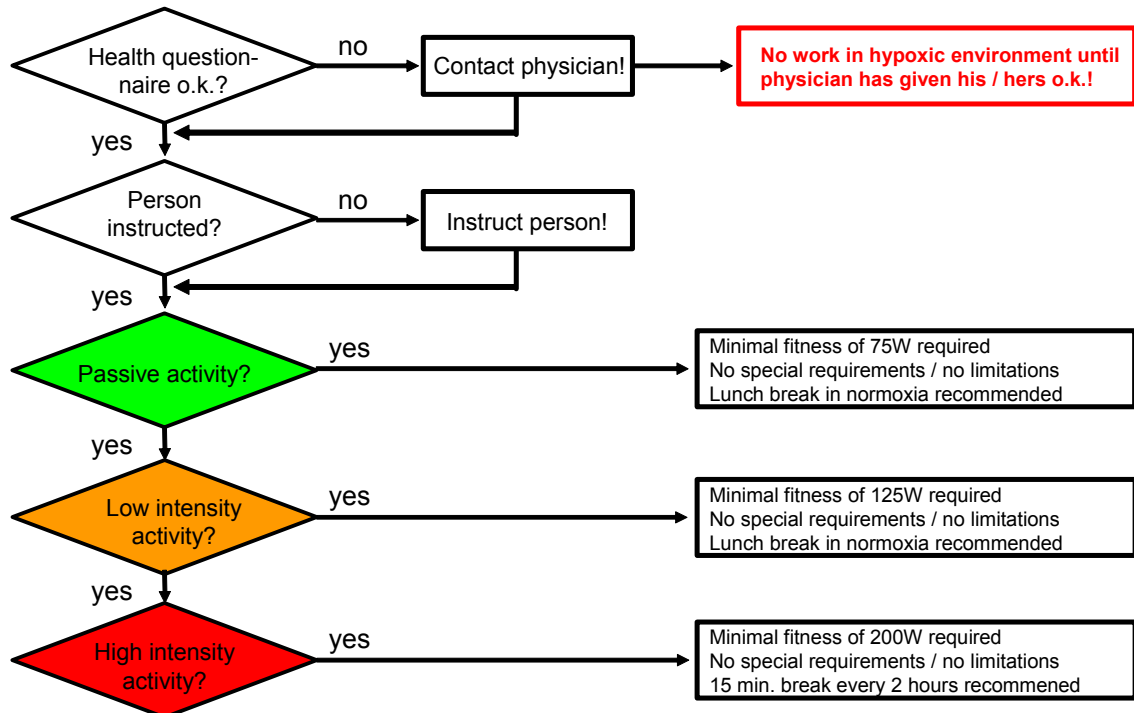 Health question-
naire o.k.?
no
Contact physician!
No work in hypoxic environment until
physician has given his / hers o.k.!
yes
Person
instructed?
no
Instruct person!
yes
Passive activity?
yes
Minimal fitness of 75W required
No special requirements / no limitations
Lunch break in normoxia recommended
yes
Low intensity
activity?
yes
Minimal fitness of 125W required
No special requirements / no limitations
Lunch break in normoxia recommended
yes
High intensity
activity?
yes
Minimal fitness of 200W required
No special requirements / no limitations
15 min. break every 2 hours recommened